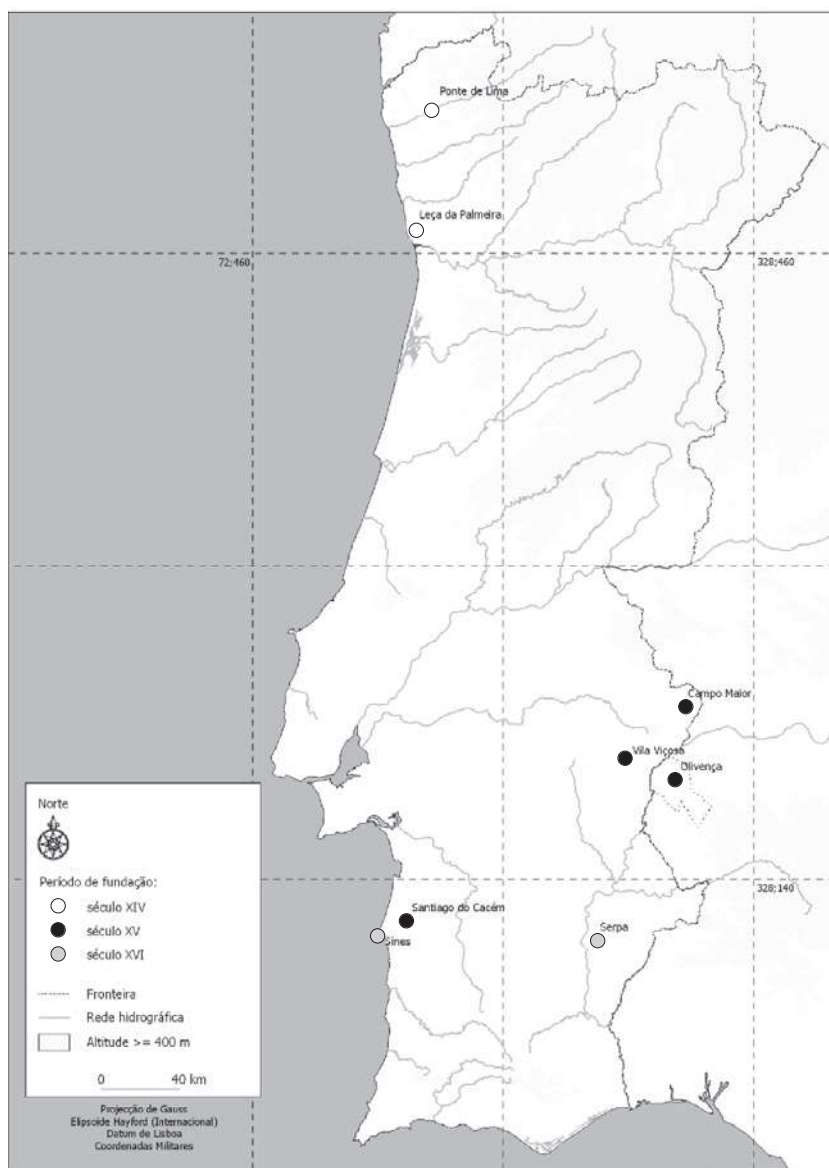 Ponte de Lima
Leça da Palmeira
72;460
328;460
Campo Maior
Vila Viçosa
Olivença
328;140
Santiago do Cacém
Sines
Serpa
Norte
Período de fundação:
século XIV
século XV
século XVI
Fronteira
Rede hidrográfica
Altitude >= 400 m
0 40 km
Projecção de Gauss
Elipsoide Hayford (Internacional)
Datum de Lisboa
Coordenadas Militares